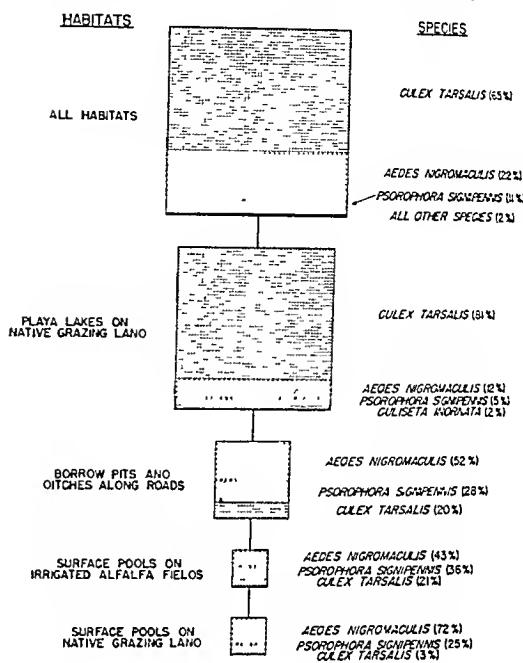 HABITATS
SPECIES
CULEX TARSALIS (65%)
ALL HABITATS
AEDES NIGROMACULIS (22%)
PSOROPHORA SIGNIPENNIS (11%)
ALL OTHER SPECIES (2%)
CULEX TARSALIS (81%)
PLAYA LAKES ON
NATIVE GRAZING LAND
AEDES NIGROMACULIS (12%)
PSOROPHORA SIGNIPENNIS (5%)
CULISETA INORNATA (2%)
AEDES NIGROMACULIS (52%)
BORROW PITS AND
DITCHES ALONG ROADS
PSOROPHORA SIGNIPENNIS (28%)
CULEX TARSALIS (20%)
SURFACE POOLS ON
IRRIGATED ALFALFA FIELDS
AEDES NIGROMACULIS (43%)
PSOROPHORA SIGNIPENNIS (36%)
CULEX TARSALIS (21%)
SURFACE POOLS ON
NATIVE GRAZING LAND
AEDES NIGROMACULIS (72%)
PSOROPHORA SIGNIPENNIS (25%)
CULEX TARSALIS (3%)